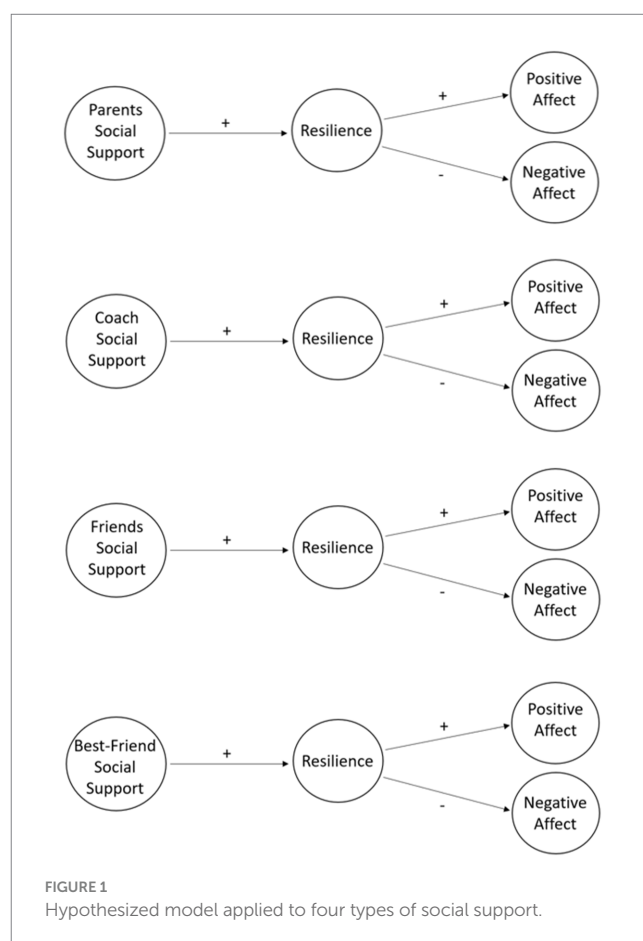 Parents
Social
Support
+
Resilience
+
-
Positive
Affect
Negative
Affect
Coach
Social
Support
+
Resilience
+
-
Positive
Affect
Negative
Affect
Friends
Social
Support
+
Resilience
+
-
Positive
Affect
Negative
Affect
Best-Friend
Social
Support
+
Resilience
+
-
Positive
Affect
Negative
Affect
FIGURE 1
Hypothesized model applied to four types of social support.